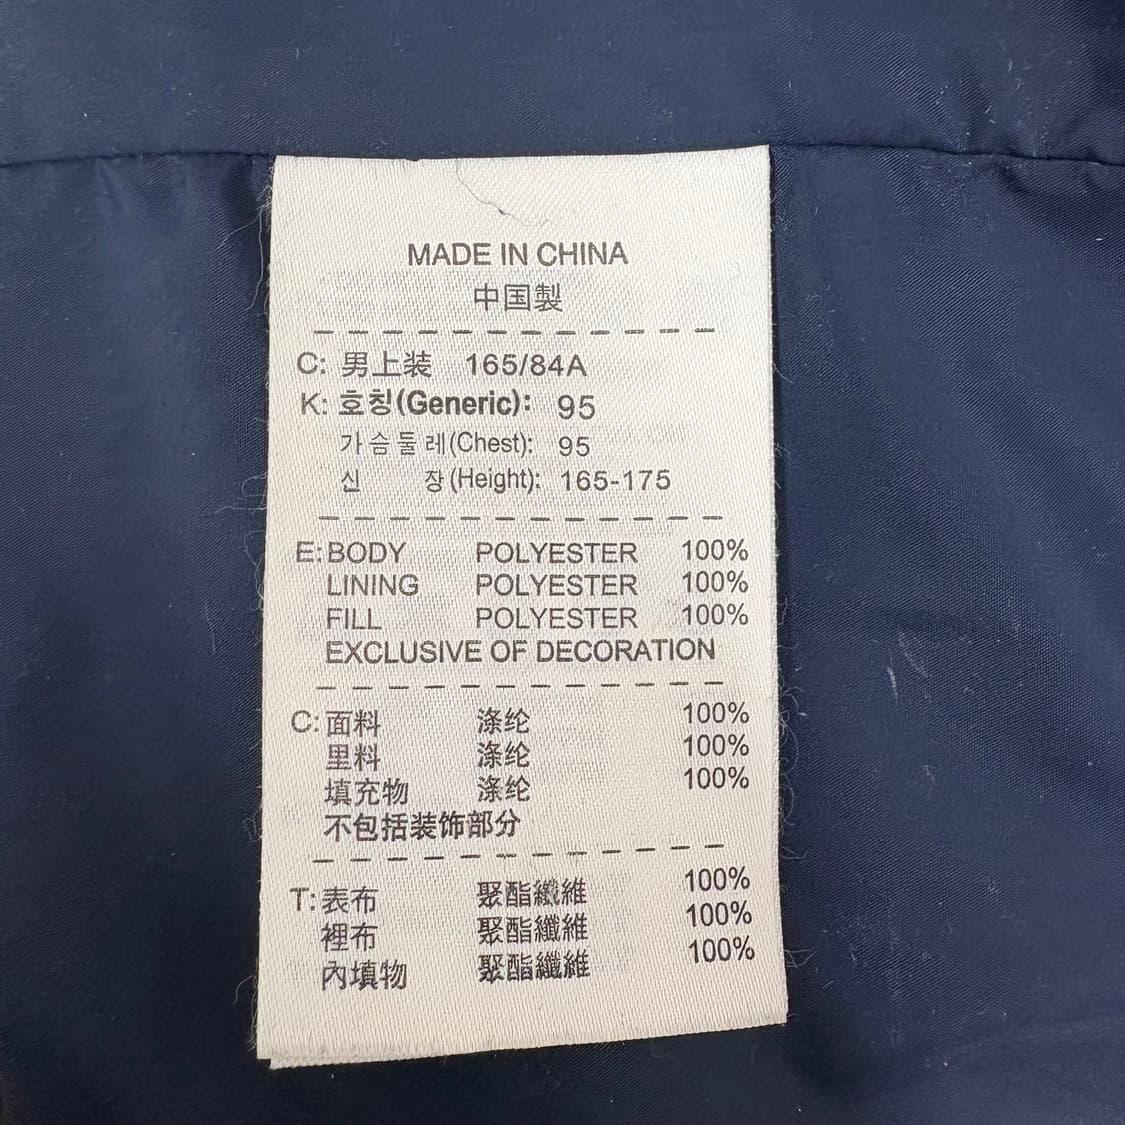 MADE IN CHINA
中国製
C: 男上装 165/84A
K: 호칭(Generic): 95
가슴둘레(Chest): 95
신 장(Height): 165-175
E: BODY POLYESTER 100%
LINING POLYESTER 100%
FILL POLYESTER 100%
EXCLUSIVE OF DECORATION
C: 面料 涤纶 100%
里料 涤纶 100%
填充物 涤纶 100%
不包括装饰部分
T: 表布 聚酯纖維 100%
裡布 聚酯纖維 100%
內填物 聚酯纖維 100%